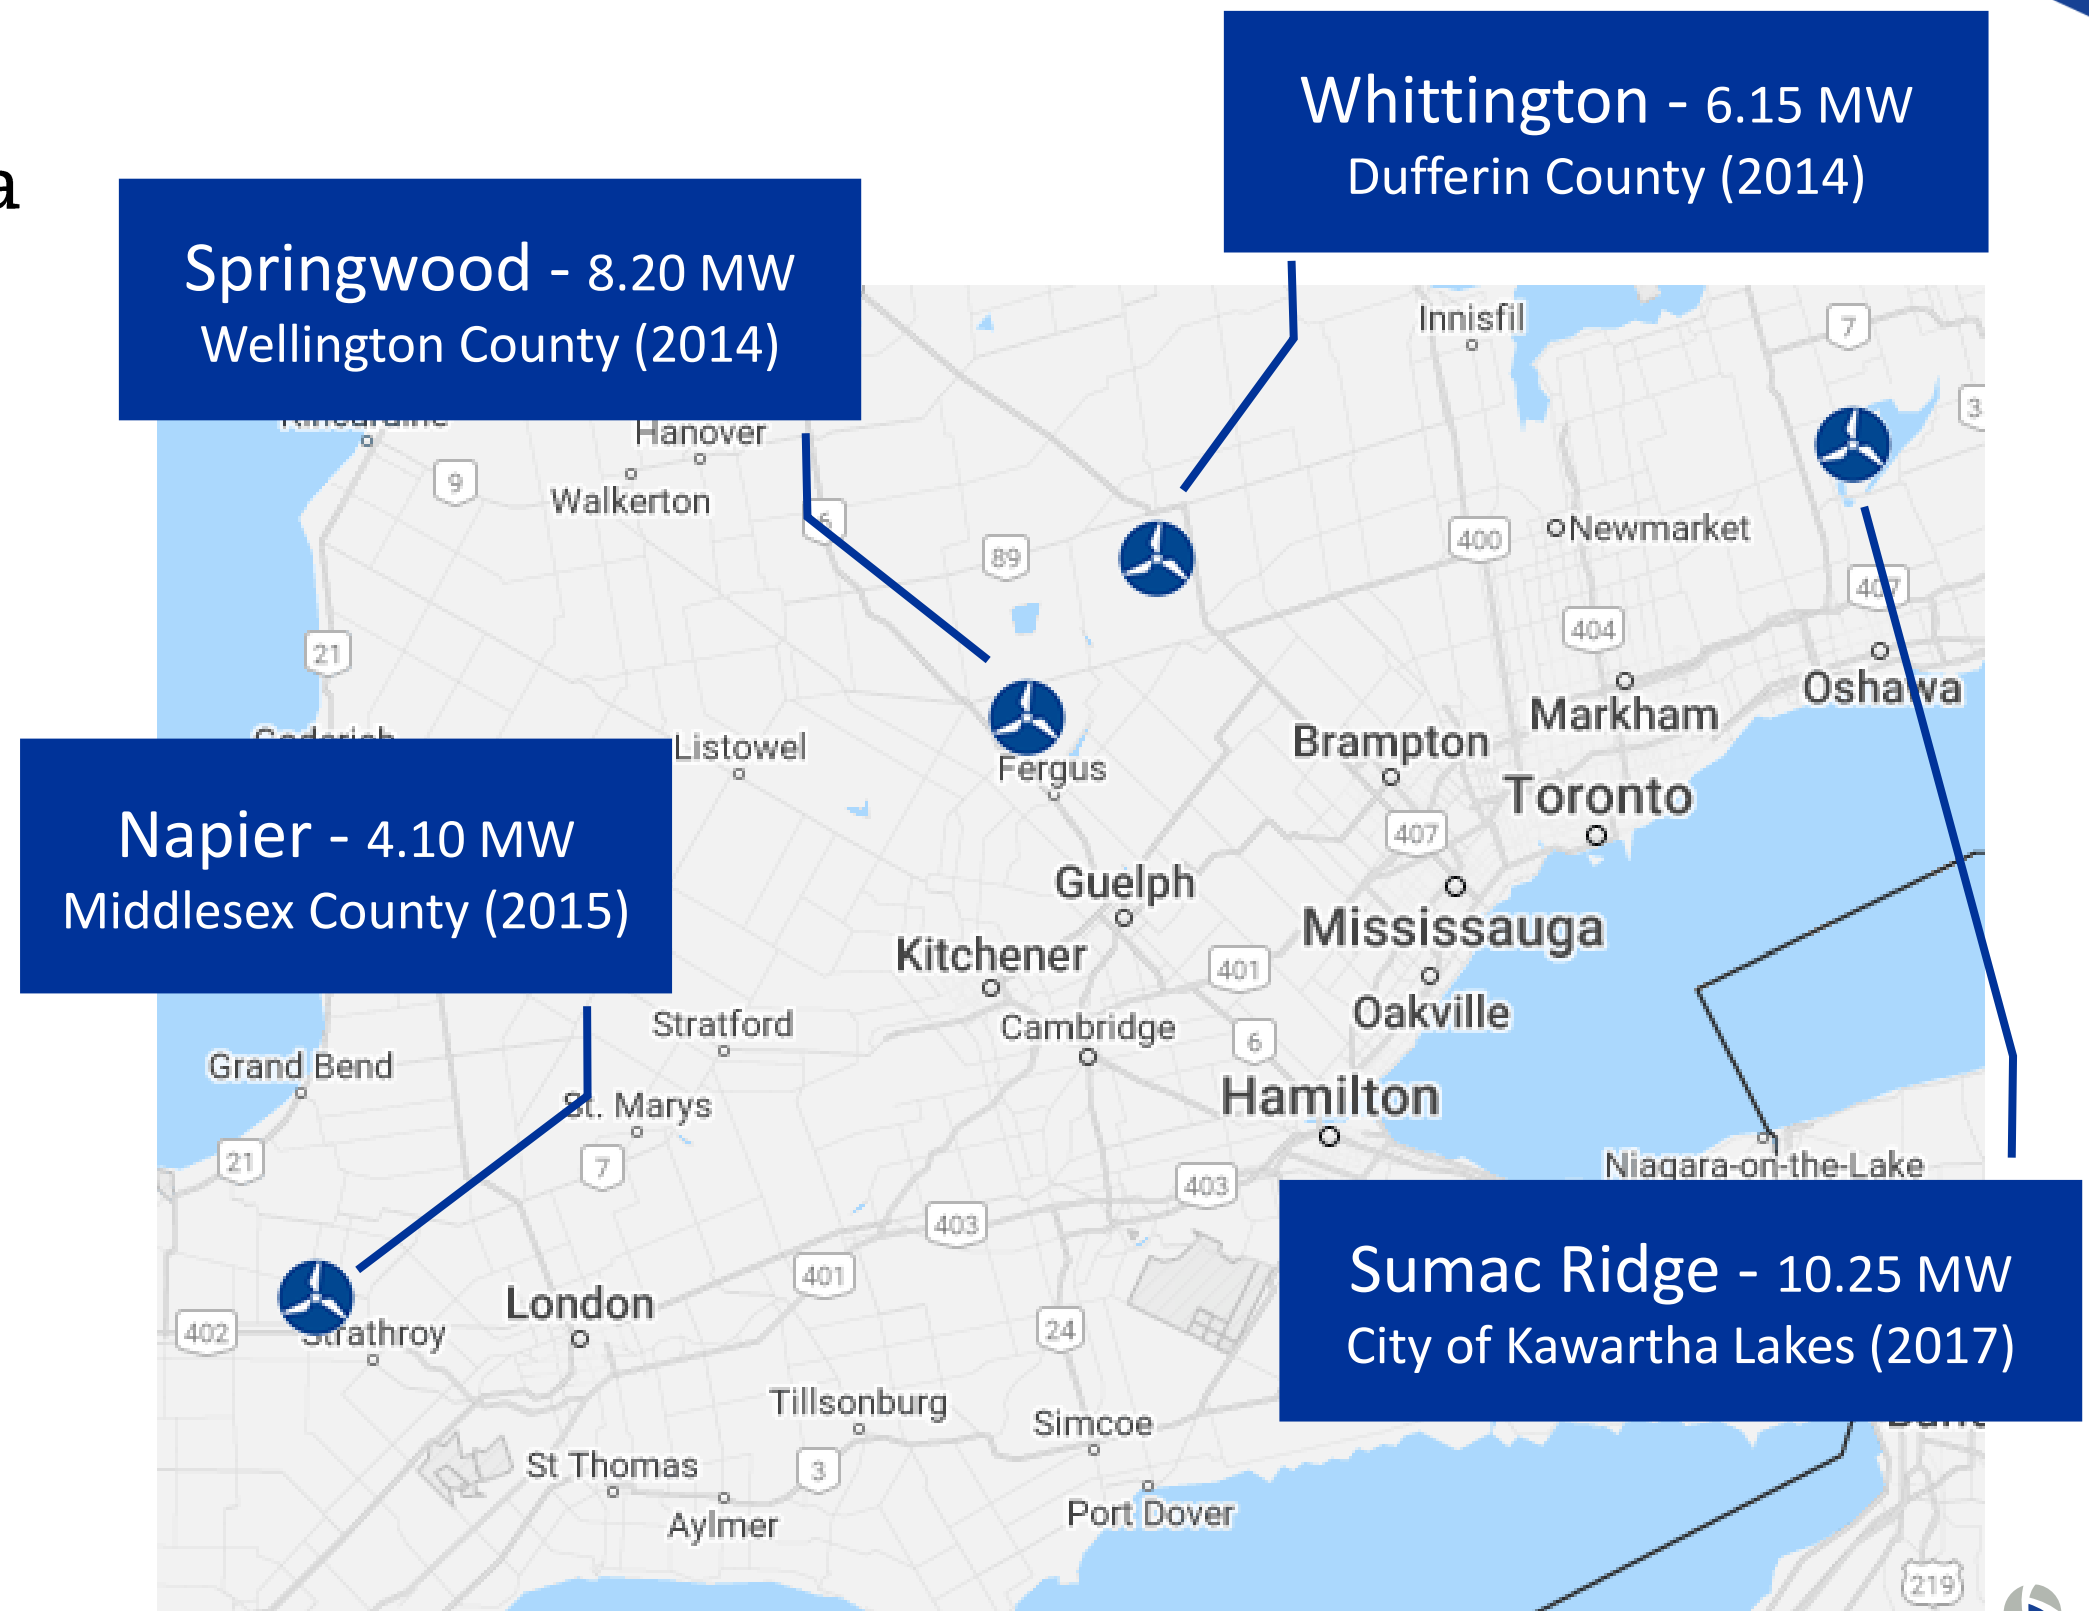 a
Whittington - 6.15 MW
Dufferin County (2014)
Springwood - 8.20 MW
Wellington County (2014)
Innisfil
7
3
Hanover
9
Walkerton
6
89
400
Newmarket
407
21
404
Oshawa
Markham
Listowel
Brampton
Fergus
Toronto
Napier - 4.10 MW
Middlesex County (2015)
407
Guelph
Mississauga
Kitchener
401
Oakville
Stratford
Cambridge
6
Grand Bend
Hamilton
St. Marys
21
7
Niagara-on-the-Lake
403
403
Sumac Ridge - 10.25 MW
City of Kawartha Lakes (2017)
401
London
402
Strathroy
24
Tillsonburg
Simcoe
St Thomas
3
Port Dover
Aylmer
219